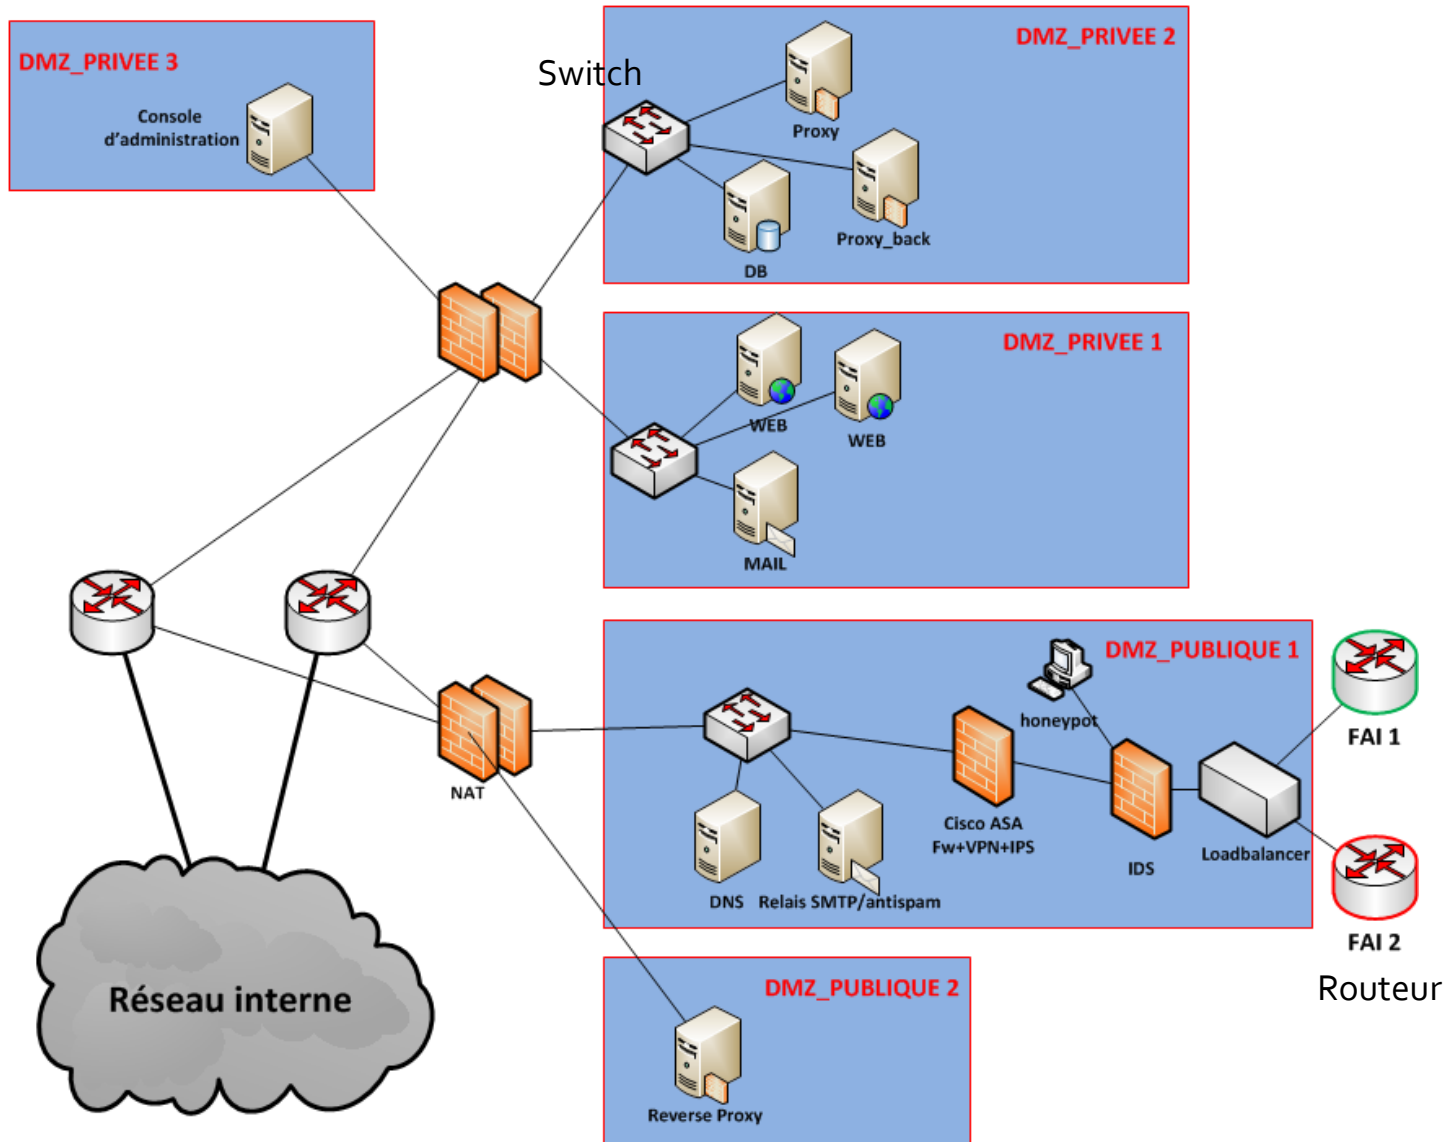 DMZ_PRIVEE 3
Console
d'administration
Switch
DMZ_PRIVEE 2
Proxy
Proxy_back
DB
DMZ_PRIVEE 1
WEB
WEB
MAIL
DMZ_PUBLIQUE 1
honeypot
FAI 1
NAT
Cisco ASA
Fw+VPN+IPS
IDS
Loadbalancer
DNS
Relais SMTP/antispam
FAI 2
Routeur
Réseau interne
DMZ_PUBLIQUE 2
Reverse Proxy